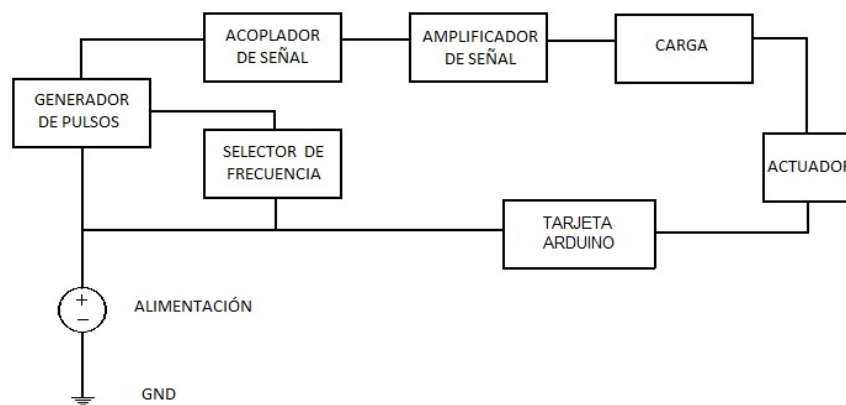 ACOPLADOR
DE SEÑAL
AMPLIFICADOR
DE SEÑAL
CARGA
GENERADOR
DE PULSOS
SELECTOR DE
FRECUENCIA
ACTUADOR
TARJETA
ARDUINO
+
−
ALIMENTACIÓN
GND